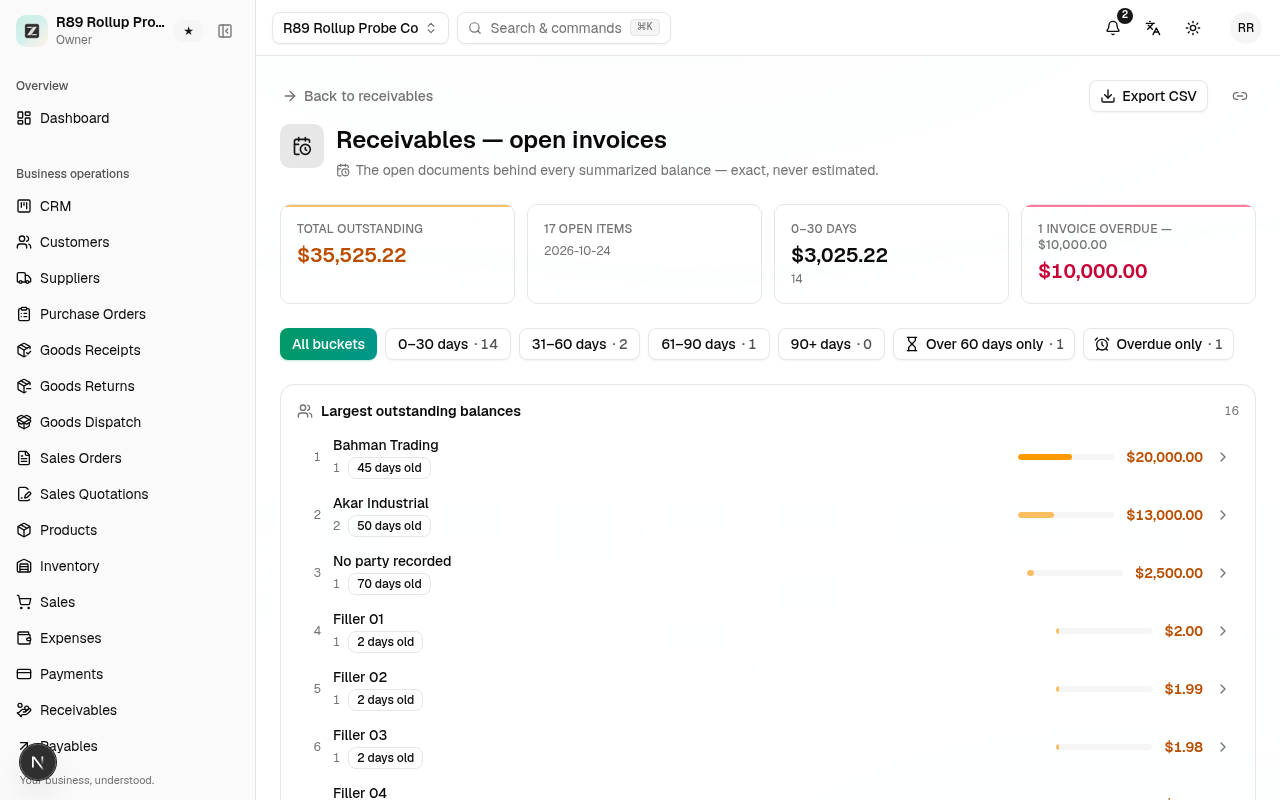 R89 Rollup Pro...
Owner
R89 Rollup Probe Co
Search & commands
⌘K
2
RR
Overview
Dashboard
Business operations
CRM
Customers
Suppliers
Purchase Orders
Goods Receipts
Goods Returns
Goods Dispatch
Sales Orders
Sales Quotations
Products
Inventory
Sales
Expenses
Payments
Receivables
Payables
Your business, understood.
Back to receivables
Export CSV
Receivables — open invoices
The open documents behind every summarized balance — exact, never estimated.
TOTAL OUTSTANDING
$35,525.22
17 OPEN ITEMS
2026-10-24
0–30 DAYS
$3,025.22
14
1 INVOICE OVERDUE —
$10,000.00
$10,000.00
All buckets
0–30 days · 14
31–60 days · 2
61–90 days · 1
90+ days · 0
Over 60 days only · 1
Overdue only · 1
Largest outstanding balances
16
1
Bahman Trading
1 45 days old
$20,000.00
2
Akar Industrial
2 50 days old
$13,000.00
3
No party recorded
1 70 days old
$2,500.00
4
Filler 01
1 2 days old
$2.00
5
Filler 02
1 2 days old
$1.99
6
Filler 03
1 2 days old
$1.98
Filler 04